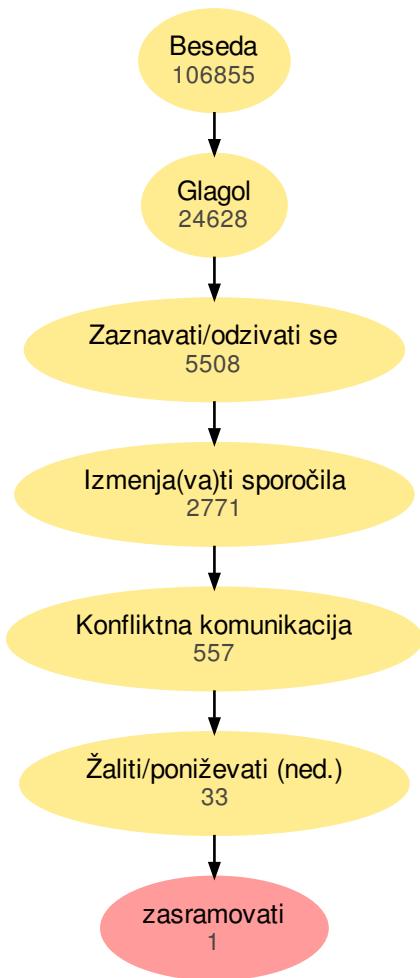 Beseda
106855
Glagol
24628
Zaznavati/odzivati se
5508
Izmenja(va)ti sporočila
2771
Konfliktna komunikacija
557
Žaliti/poniževati (ned.)
33
zasramovati
1